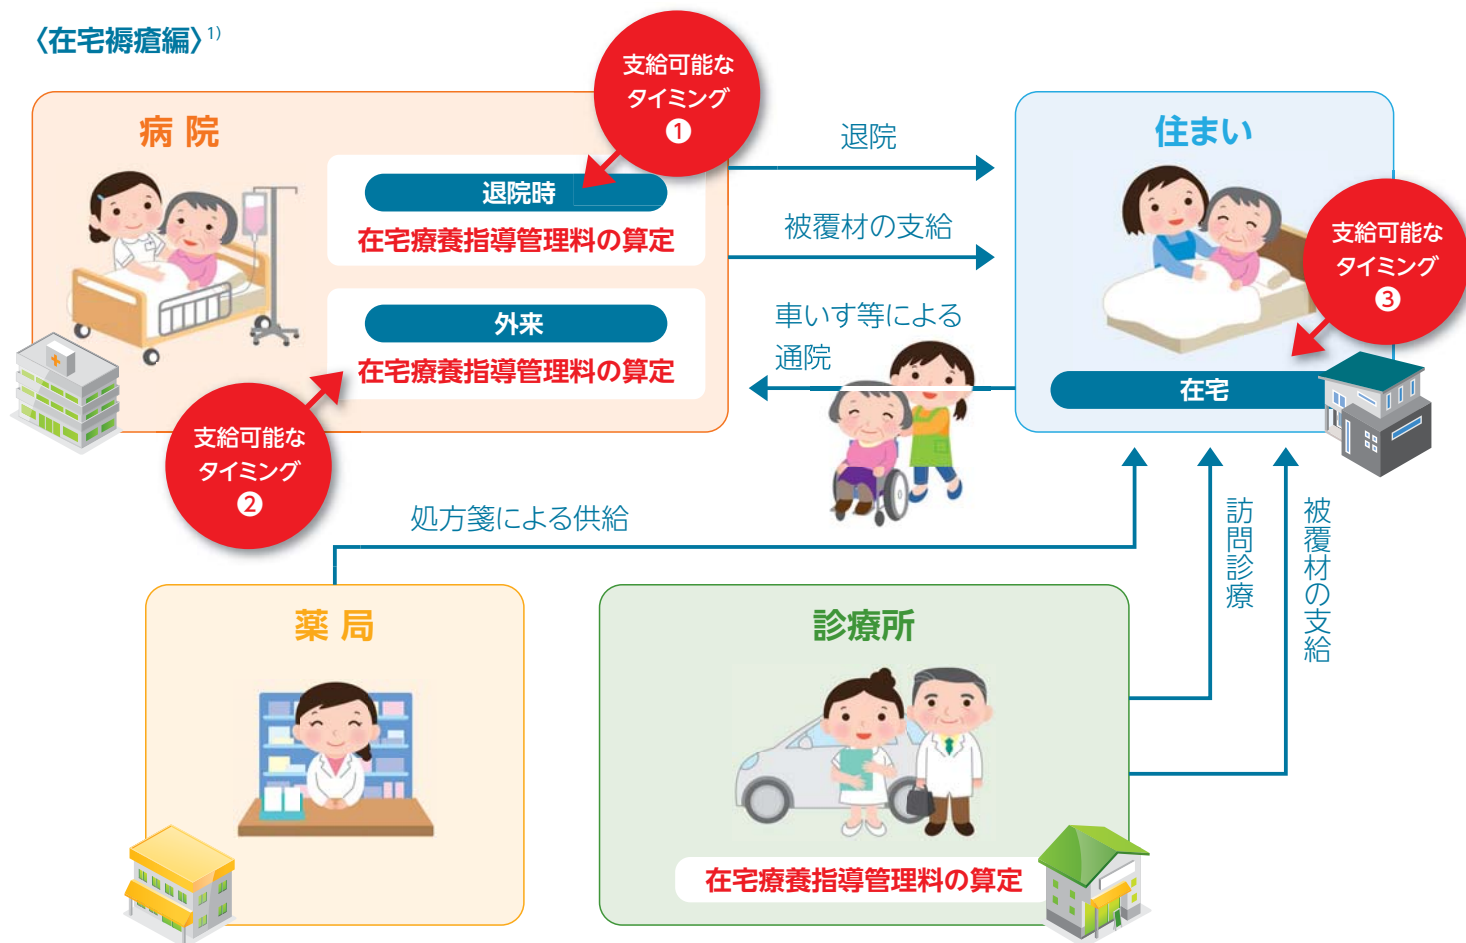 〈在宅褥瘡編〉1)
支給可能な
タイミング
❶
病院
退院時
在宅療養指導管理料の算定
外来
在宅療養指導管理料の算定
支給可能な
タイミング
❷
退院
被覆材の支給
車いす等による
通院
住まい
支給可能な
タイミング
❸
在宅
処方箋による供給
訪問診療
被覆材の支給
薬局
診療所
在宅療養指導管理料の算定